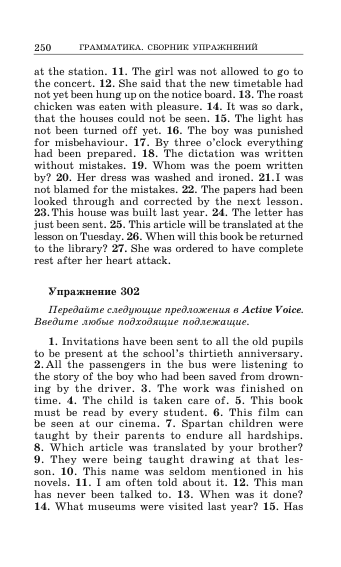 250 ГРАММАТИКА. СБОРНИК УПРАЖНЕНИЙ
at the station. 11. The girl was not allowed to go to
the concert. 12. She said that the new timetable had
not yet been hung up on the notice board. 13. The roast
chicken was eaten with pleasure. 14. It was so dark,
that the houses could not be seen. 15. The light has
not been turned off yet. 16. The boy was punished
for misbehaviour. 17. By three o'clock everything
had been prepared. 18. The dictation was written
without mistakes. 19. Whom was the poem written
by? 20. Her dress was washed and ironed. 21. I was
not blamed for the mistakes. 22. The papers had been
looked through and corrected by the next lesson.
23. This house was built last year. 24. The letter has
just been sent. 25. This article will be translated at the
lesson on Tuesday. 26. When will this book be returned
to the library? 27. She was ordered to have complete
rest after her heart attack.
Упражнение 302
Передайте следующие предложения в Active Voice.
Введите любые подходящие подлежащие.
1. Invitations have been sent to all the old pupils
to be present at the school's thirtieth anniversary.
2. All the passengers in the bus were listening to
the story of the boy who had been saved from drown-
ing by the driver. 3. The work was finished on
time. 4. The child is taken care of. 5. This book
must be read by every student. 6. This film can
be seen at our cinema. 7. Spartan children were
taught by their parents to endure all hardships.
8. Which article was translated by your brother?
9. They were being taught drawing at that les-
son. 10. This name was seldom mentioned in his
novels. 11. I am often told about it. 12. This man
has never been talked to. 13. When was it done?
14. What museums were visited last year? 15. Has